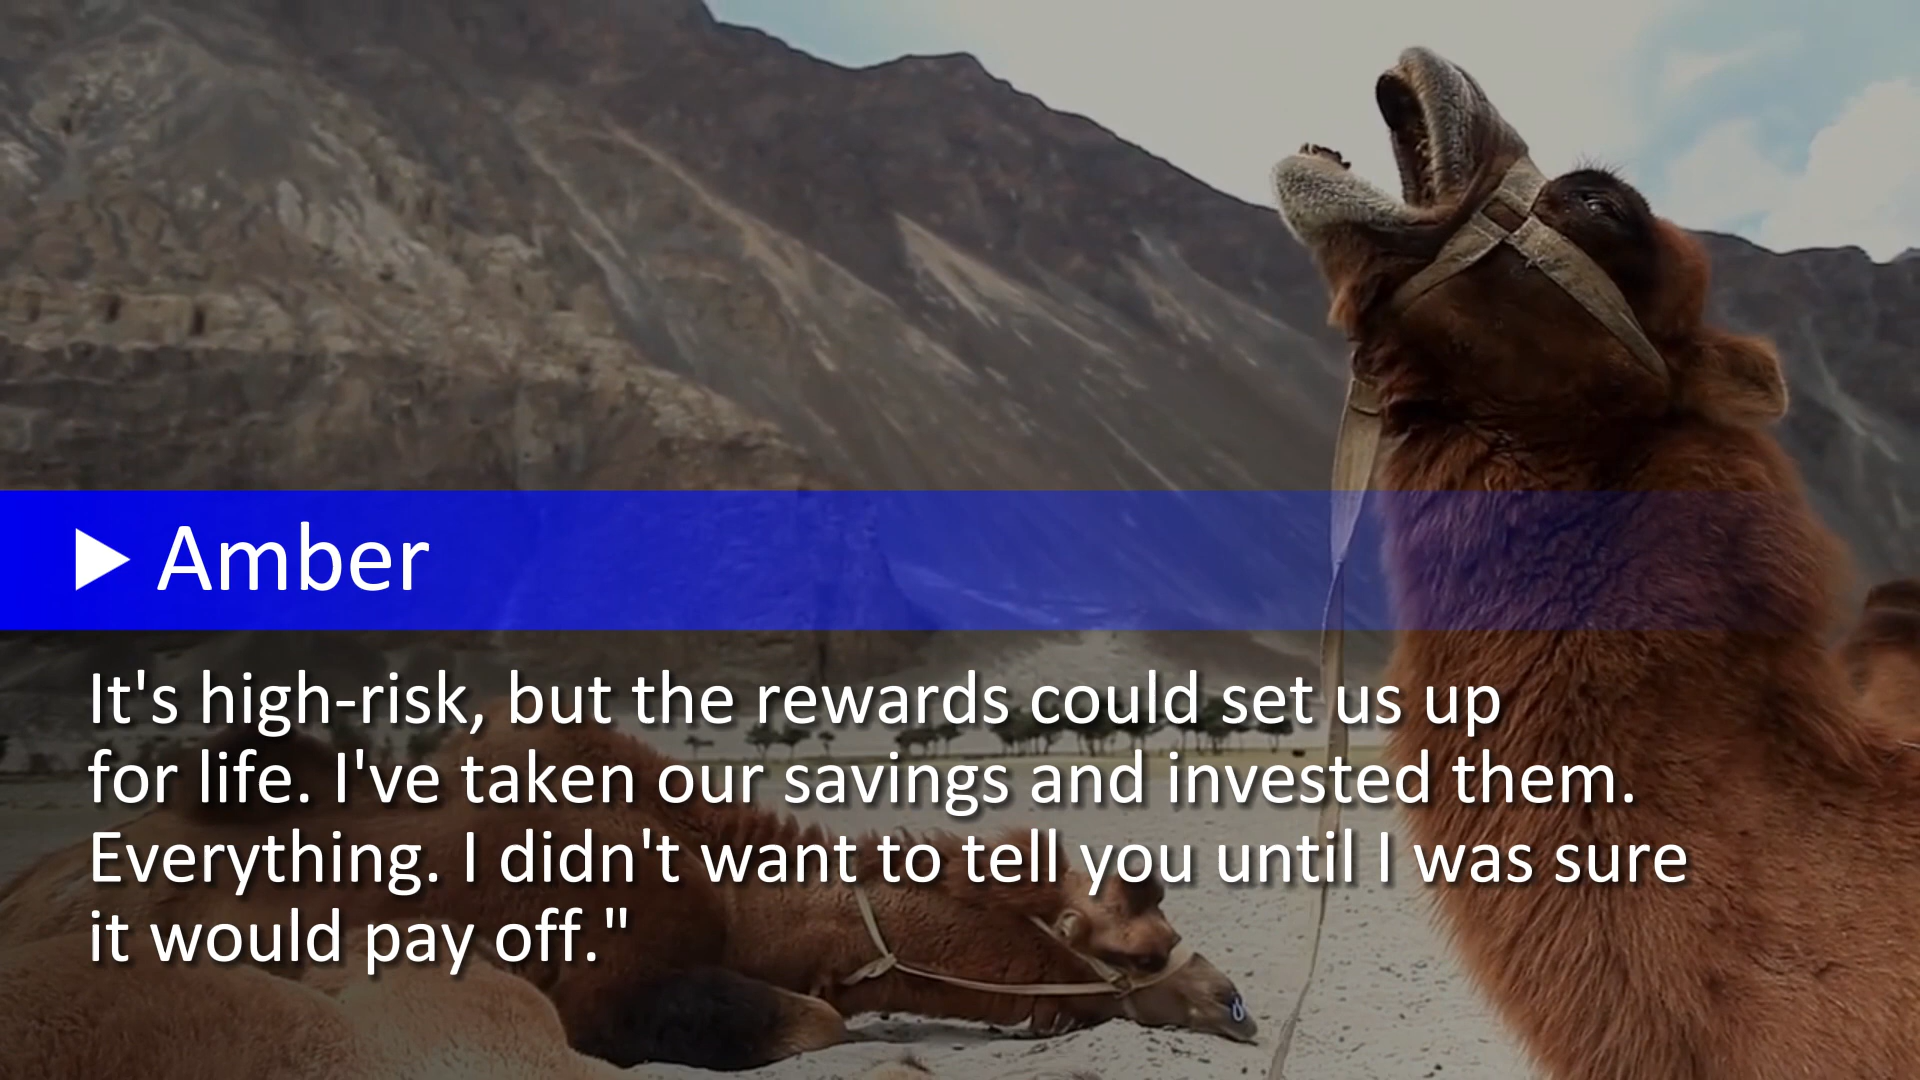 Amber
It's high-risk, but the rewards could set us up
for life. I've taken our savings and invested them.
Everything. I didn't want to tell you until I was sure
it would pay off."